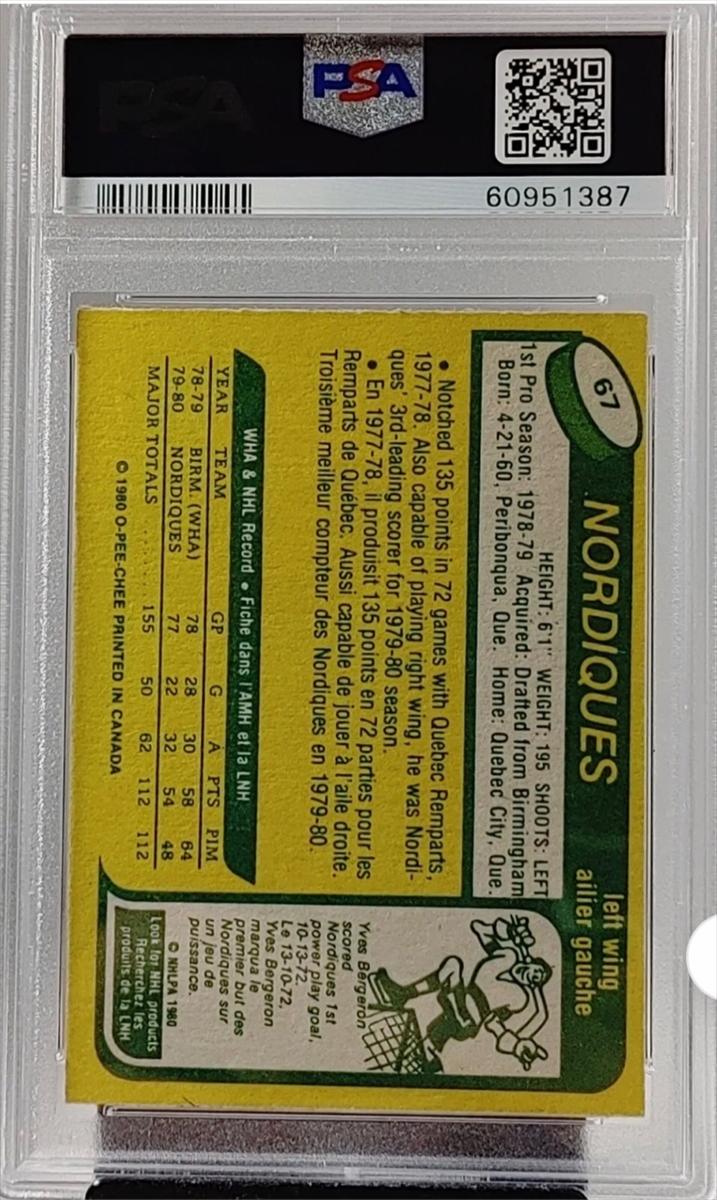 PSA
PSA
60951387
67
NORDIQUES
left wing
ailier gauche
HEIGHT: 6'1" WEIGHT: 195 SHOOTS: LEFT
1st Pro Season: 1978-79 Acquired: Drafted from Birmingham
Born: 4-21-60, Peribonqua, Que. Home: Quebec City, Que.
• Notched 135 points in 72 games with Quebec Remparts,
1977-78. Also capable of playing right wing, he was Nordi-
ques' 3rd-leading scorer for 1979-80 season.
• En 1977-78, il produisit 135 points en 72 parties pour les
Remparts de Québec. Aussi capable de jouer à l'aile droite.
Troisième meilleur compteur des Nordiques en 1979-80.
WHA & NHL Record • Fiche dans l'AMH et la LNH
YEAR TEAM GP G A PTS PIM
78-79 BIRM. (WHA) 78 28 30 58 64
79-80 NORDIQUES 77 22 32 54 48
MAJOR TOTALS ........ 155 50 62 112 112
© 1980 O-PEE-CHEE PRINTED IN CANADA
Yves Bergeron
scored
Nordiques 1st
power play goal,
10-13-72.
Le 13-10-72,
Yves Bergeron
marqua le
premier but des
Nordiques sur
un jeu de
puissance.
© NHLPA 1980
Look for NHL products
Recherchez les
produits de la LNH